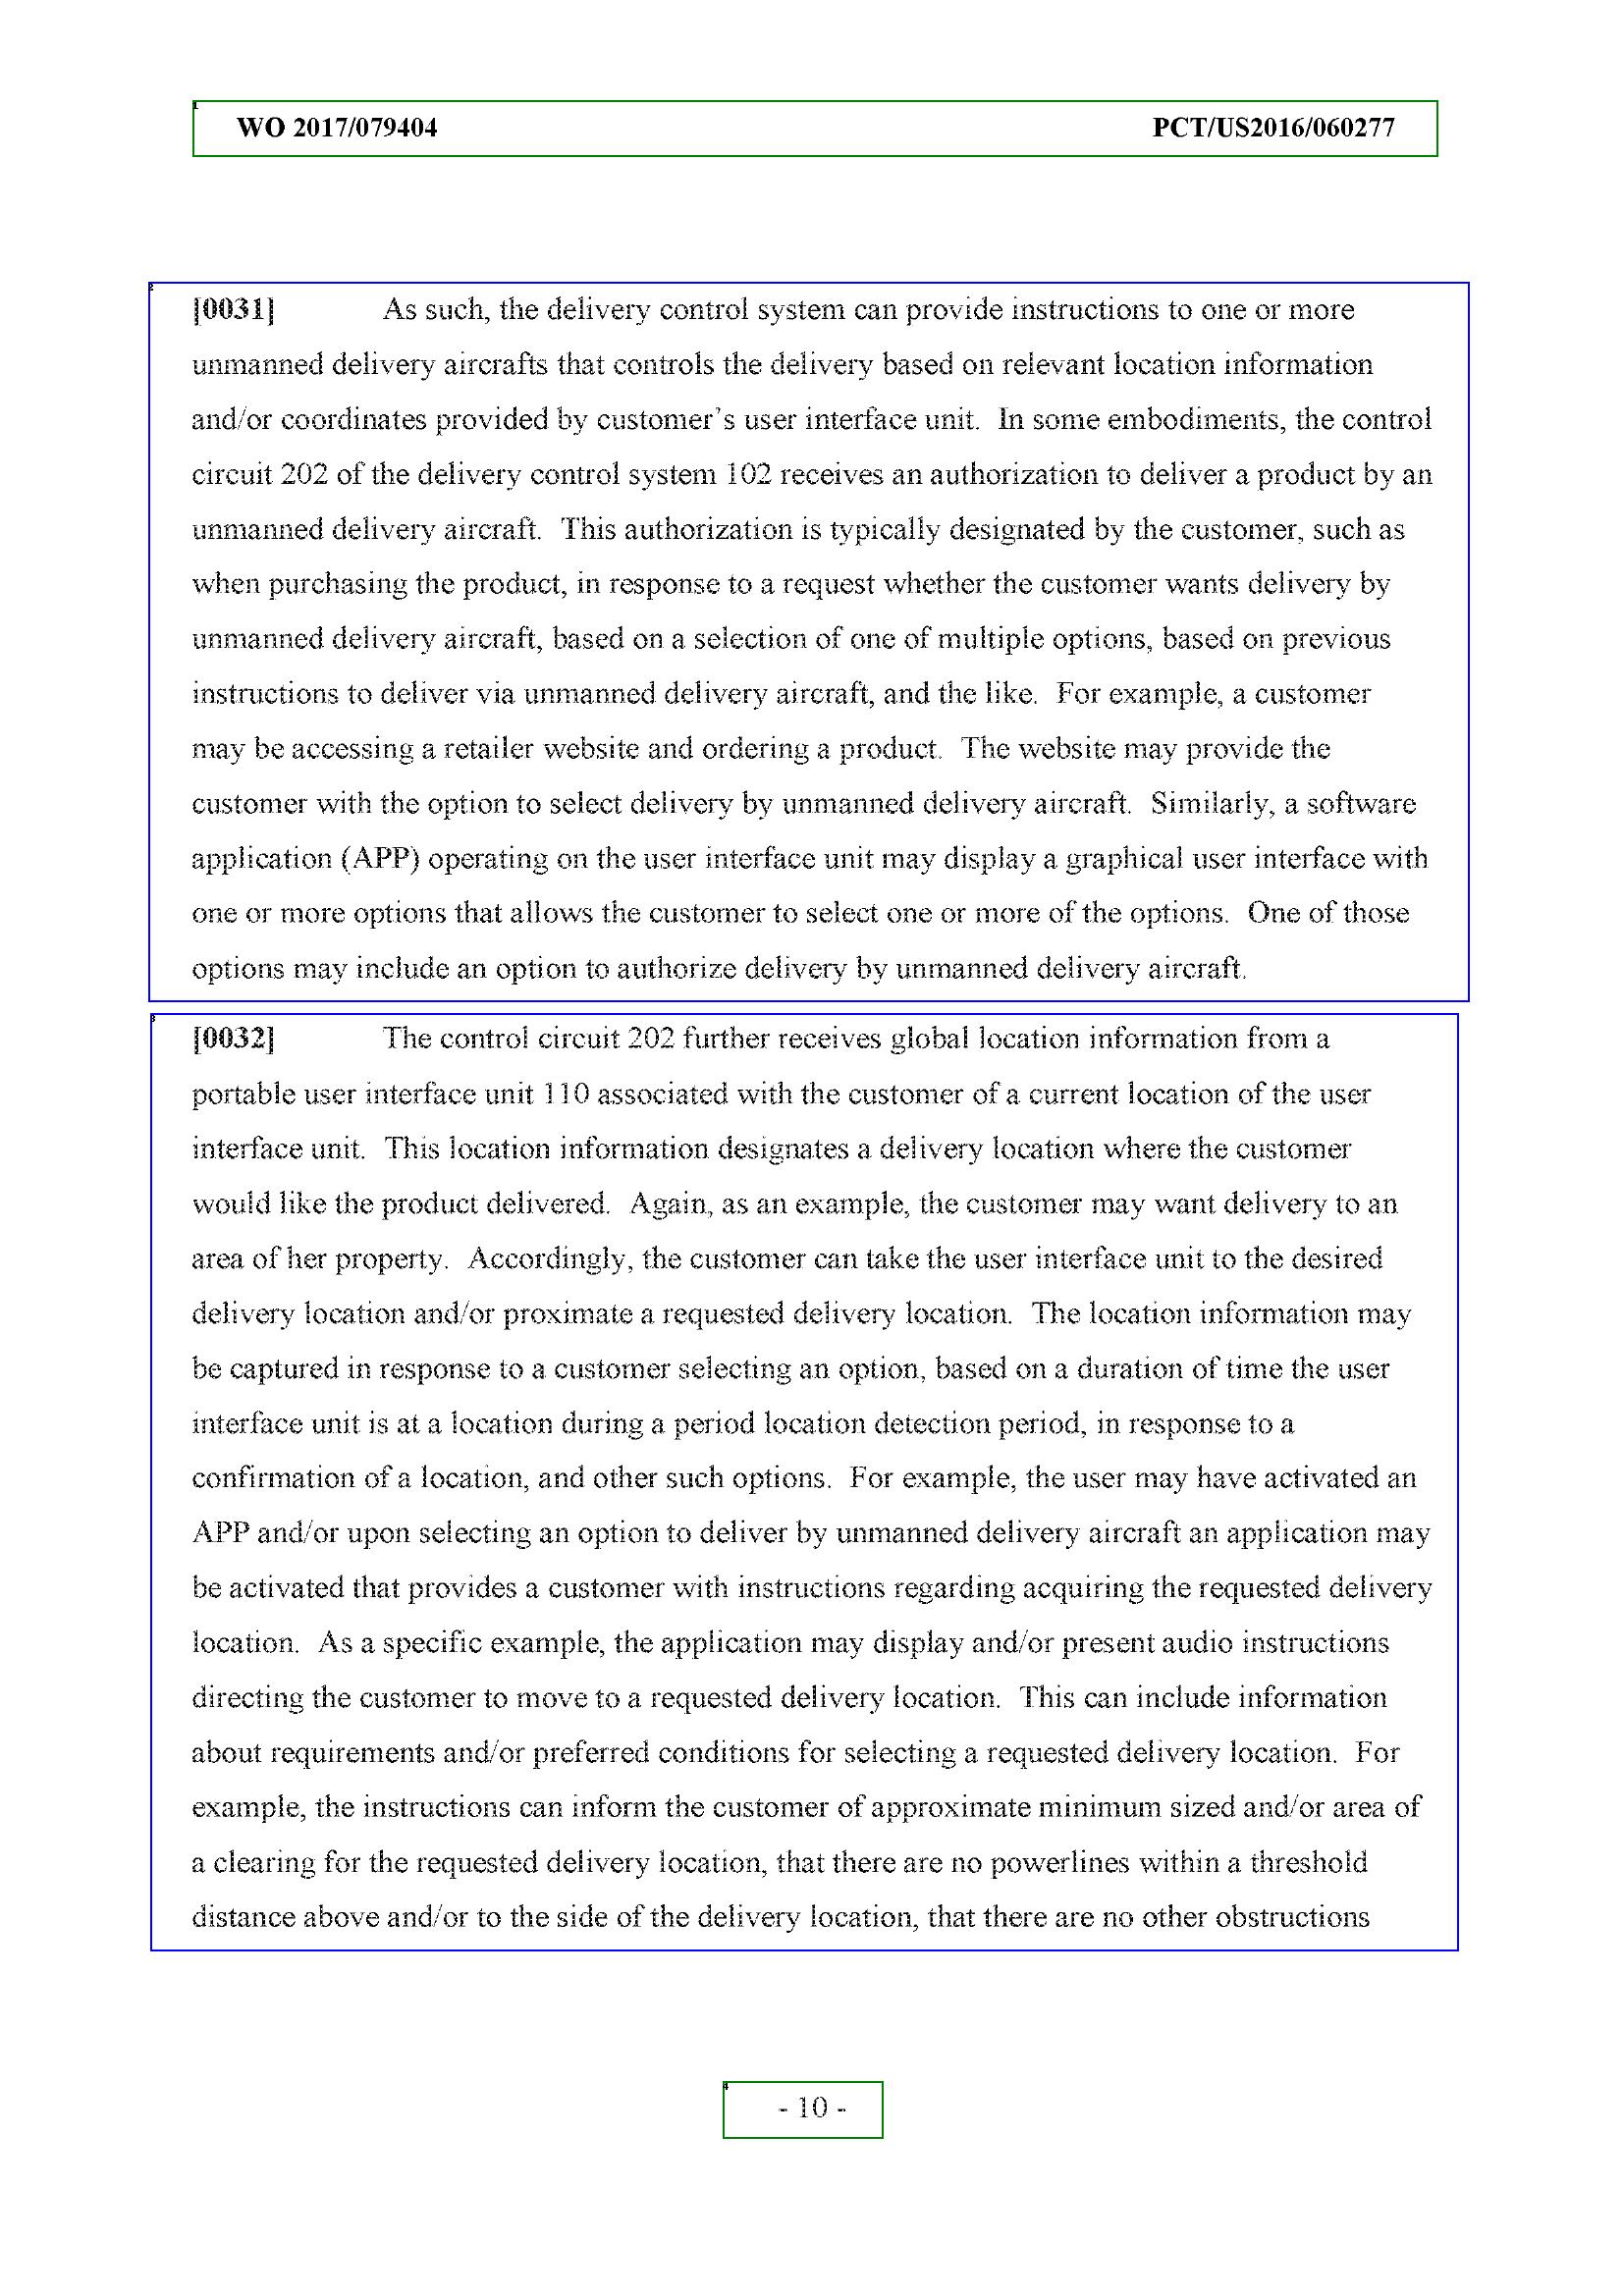 WO 2017/079404 PCT/US2016/060277
[0031] As such, the delivery control system can provide instructions to one or more
unmanned delivery aircrafts that controls the delivery based on relevant location information
and/or coordinates provided by customer's user interface unit. In some embodiments, the control
circuit 202 of the delivery control system 102 receives an authorization to deliver a product by an
unmanned delivery aircraft. This authorization is typically designated by the customer, such as
when purchasing the product, in response to a request whether the customer wants delivery by
unmanned delivery aircraft, based on a selection of one of multiple options, based on previous
instructions to deliver via unmanned delivery aircraft, and the like. For example, a customer
may be accessing a retailer website and ordering a product. The website may provide the
customer with the option to select delivery by unmanned delivery aircraft. Similarly, a software
application (APP) operating on the user interface unit may display a graphical user interface with
one or more options that allows the customer to select one or more of the options. One of those
options may include an option to authorize delivery by unmanned delivery aircraft.
[0032] The control circuit 202 further receives global location information from a
portable user interface unit 110 associated with the customer of a current location of the user
interface unit. This location information designates a delivery location where the customer
would like the product delivered. Again, as an example, the customer may want delivery to an
area of her property. Accordingly, the customer can take the user interface unit to the desired
delivery location and/or proximate a requested delivery location. The location information may
be captured in response to a customer selecting an option, based on a duration of time the user
interface unit is at a location during a period location detection period, in response to a
confirmation of a location, and other such options. For example, the user may have activated an
APP and/or upon selecting an option to deliver by unmanned delivery aircraft an application may
be activated that provides a customer with instructions regarding acquiring the requested delivery
location. As a specific example, the application may display and/or present audio instructions
directing the customer to move to a requested delivery location. This can include information
about requirements and/or preferred conditions for selecting a requested delivery location. For
example, the instructions can inform the customer of approximate minimum sized and/or area of
a clearing for the requested delivery location, that there are no powerlines within a threshold
distance above and/or to the side of the delivery location, that there are no other obstructions
- 10 -